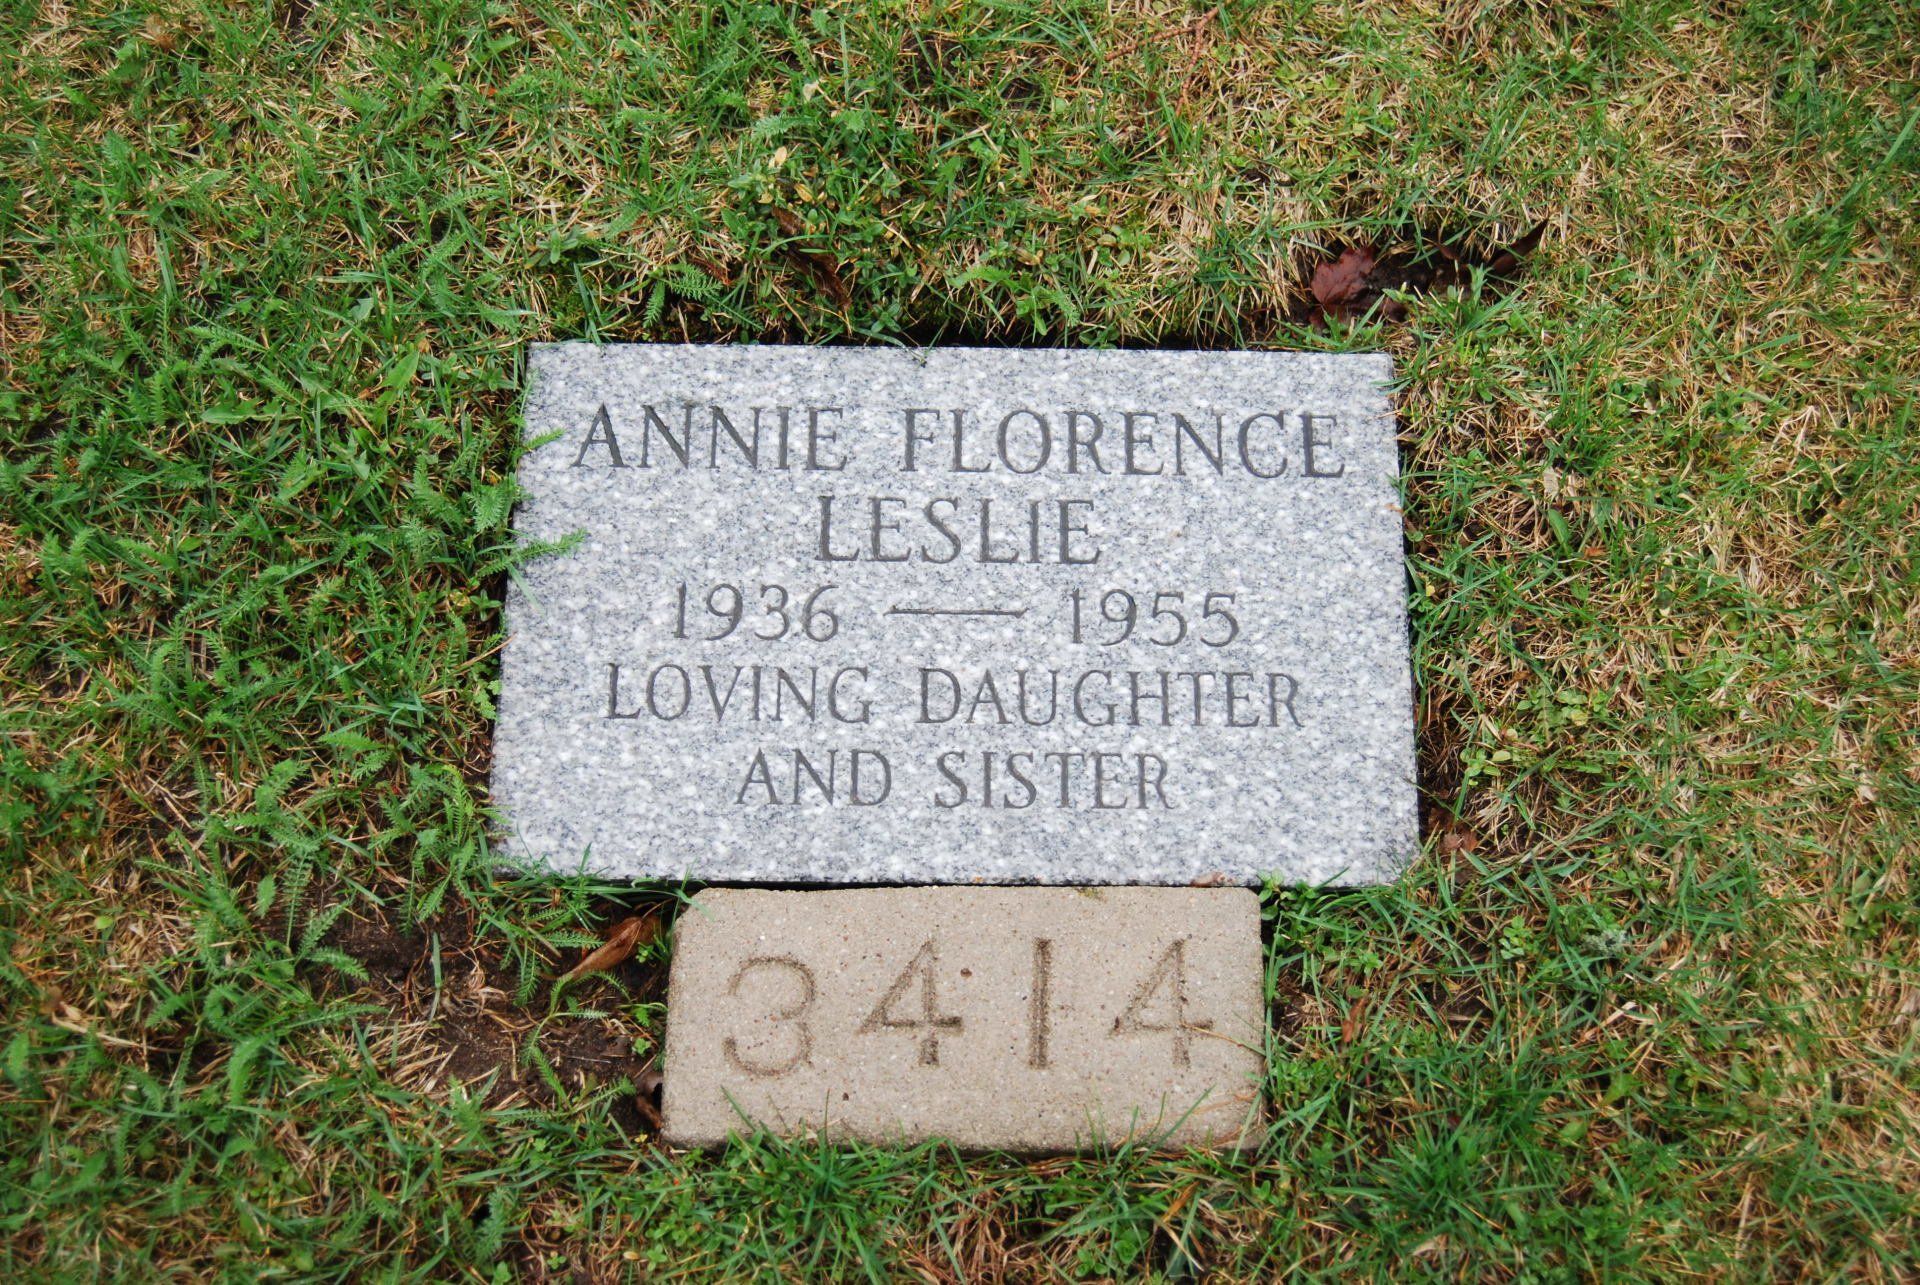 ANNIE FLORENCE
LESLIE
1936 — 1955
LOVING DAUGHTER
AND SISTER
3414